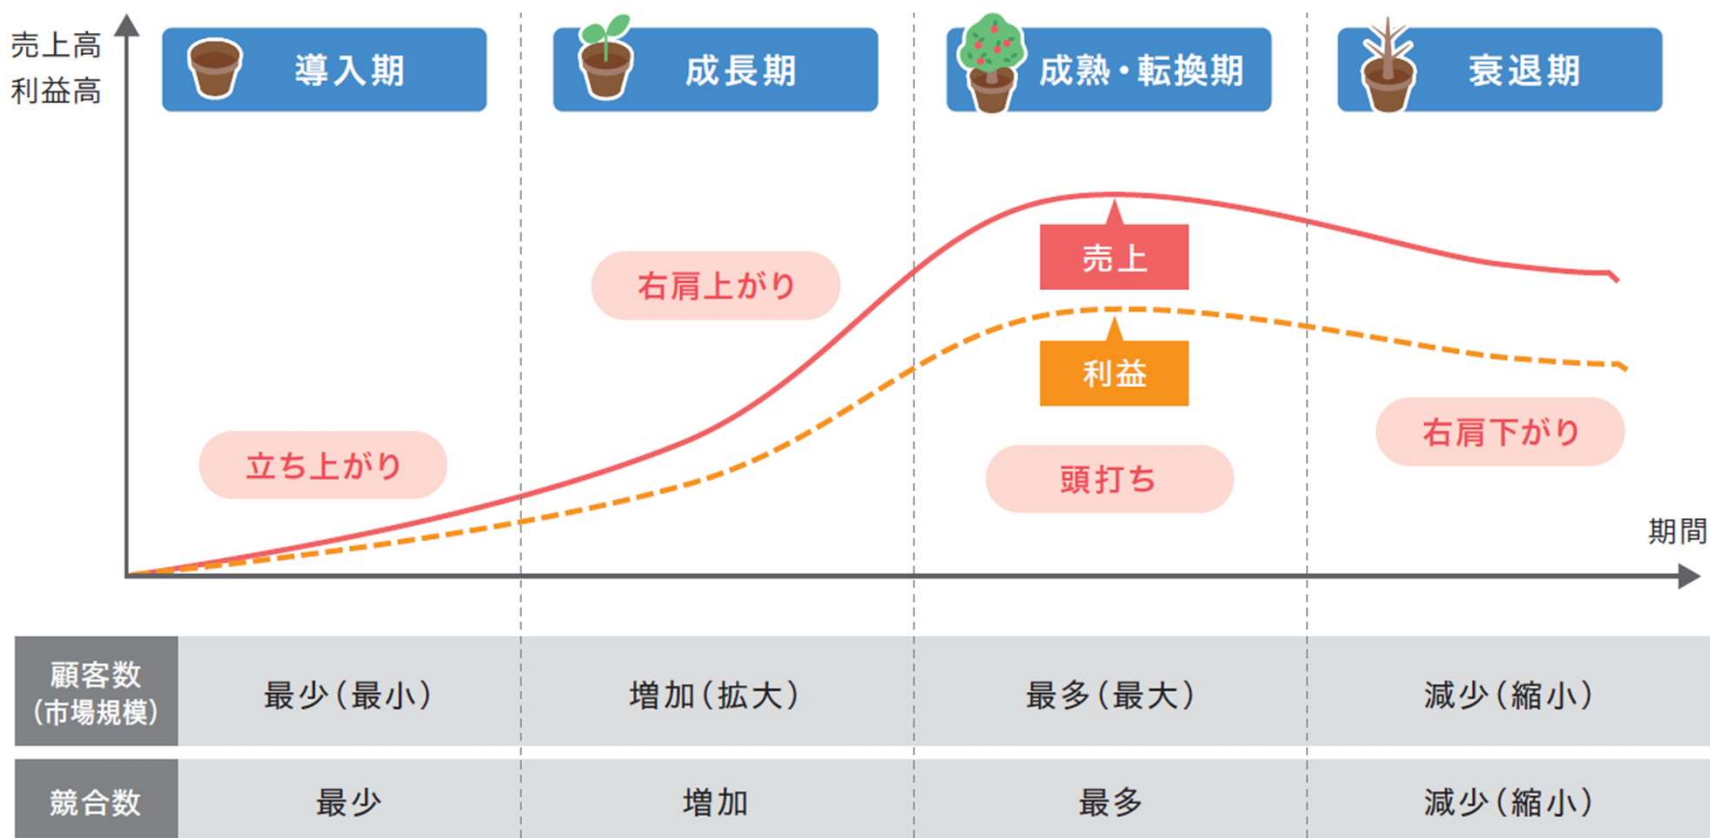 売上高
利益高
導入期
成長期
成熟・転換期
衰退期
売上
右肩上がり
利益
右肩下がり
立ち上がり
頭打ち
期間
顧客数
(市場規模)
最少(最小)
増加(拡大)
最多(最大)
減少(縮小)
競合数
最少
増加
最多
減少(縮小)